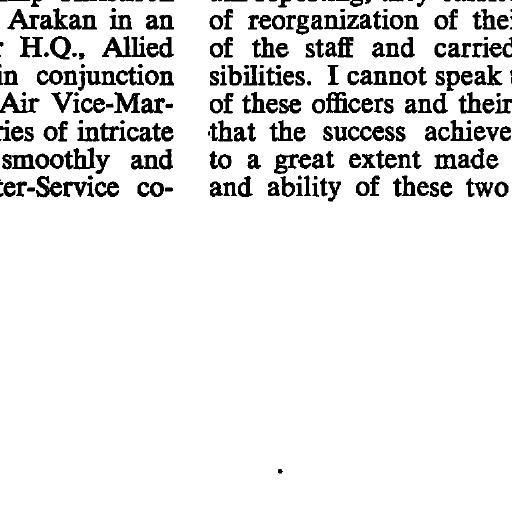 Arakan in an
H.Q., Allied
in conjunction
Air Vice-Mar-
ries of intricate
smoothly and
ter-Service co-
of reorganization of thei
of the staff and carried
sibilities. I cannot speak
of these officers and their
that the success achieve
to a great extent made
and ability of these two